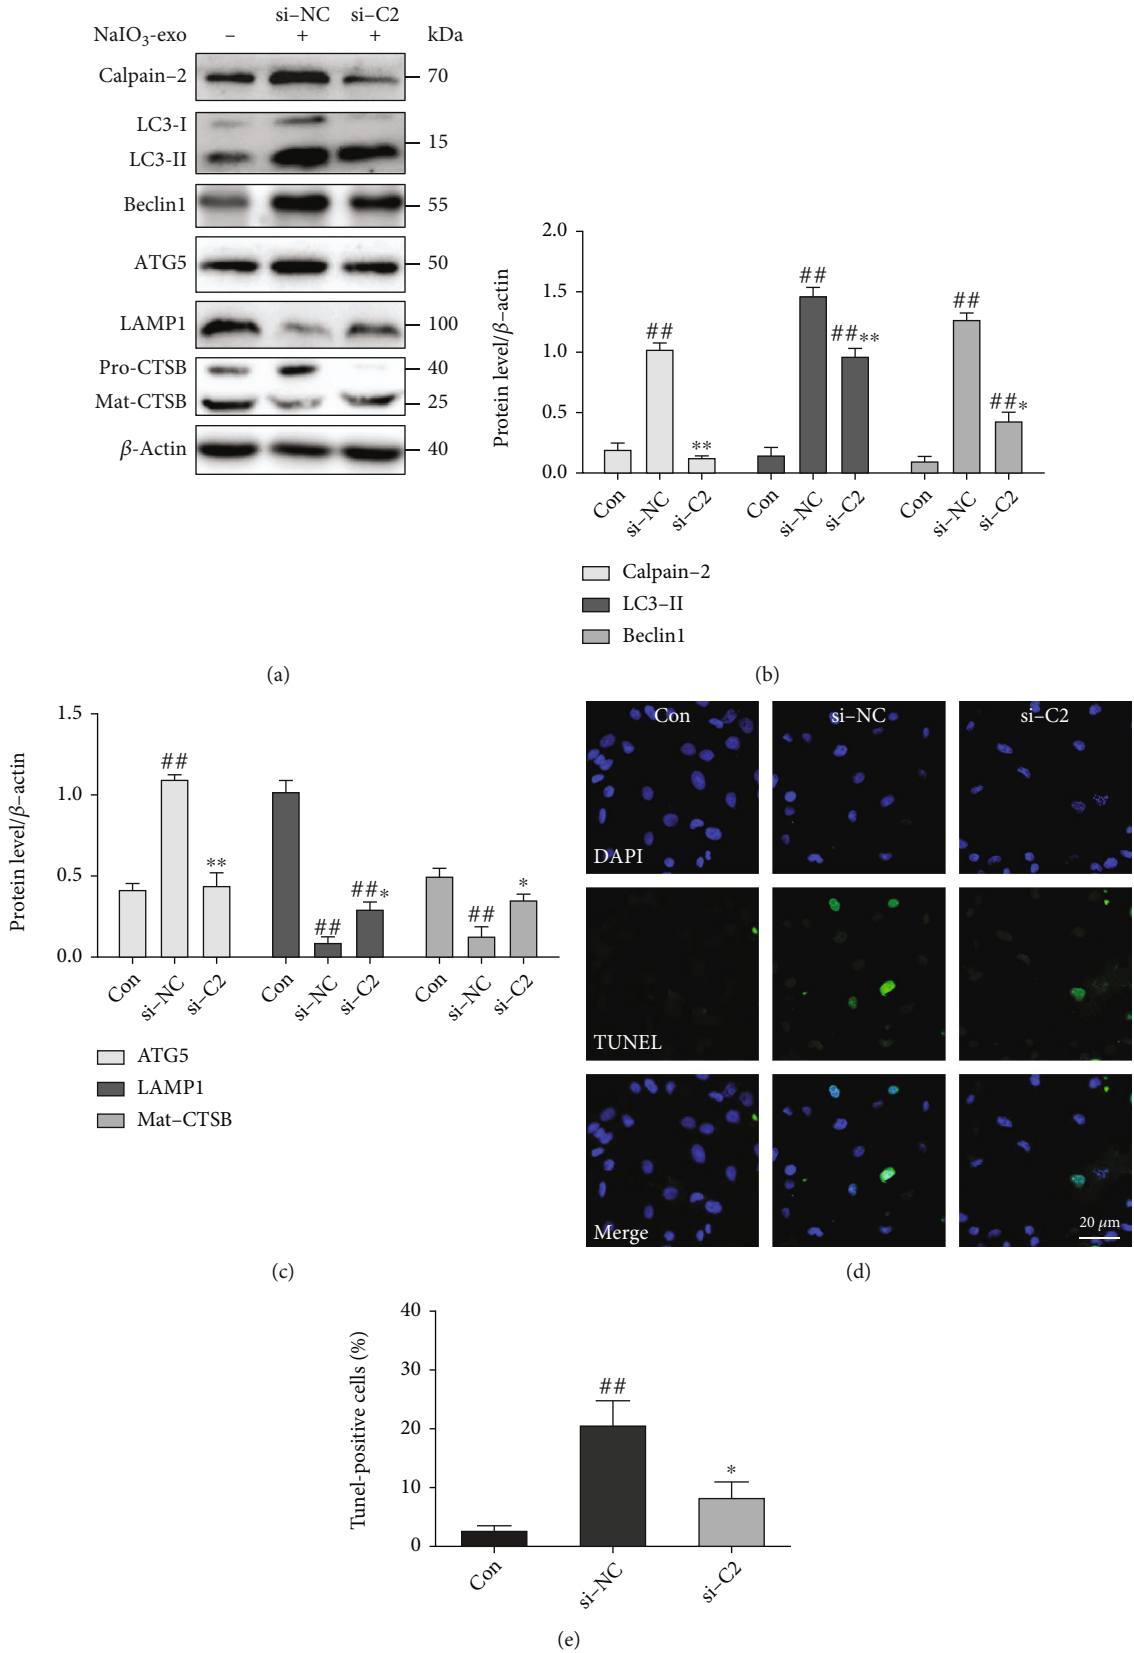 si–NC si–C2
NaIO3-exo – + + kDa
Calpain–2 70
LC3-I
15
LC3-II
Beclin1 55
ATG5 50
LAMP1 100
Pro-CTSB 40
Mat-CTSB 25
β-Actin 40
(a)
Protein level/β–actin
2.0
1.5
1.0
0.5
0.0
## ** ## ##** ## ##*
Con si–NC si–C2 Con si–NC si–C2 Con si–NC si–C2
Calpain–2
LC3–II
Beclin1
(b)
Protein level/β–actin
1.5
1.0
0.5
0.0
## ** ## ##* ## *
Con si–NC si–C2 Con si–NC si–C2 Con si–NC si–C2
ATG5
LAMP1
Mat–CTSB
(c)
Con si–NC si–C2
DAPI
TUNEL
Merge
20 μm
(d)
Tunel-positive cells (%)
40
30
20
10
0
## *
Con si–NC si–C2
(e)